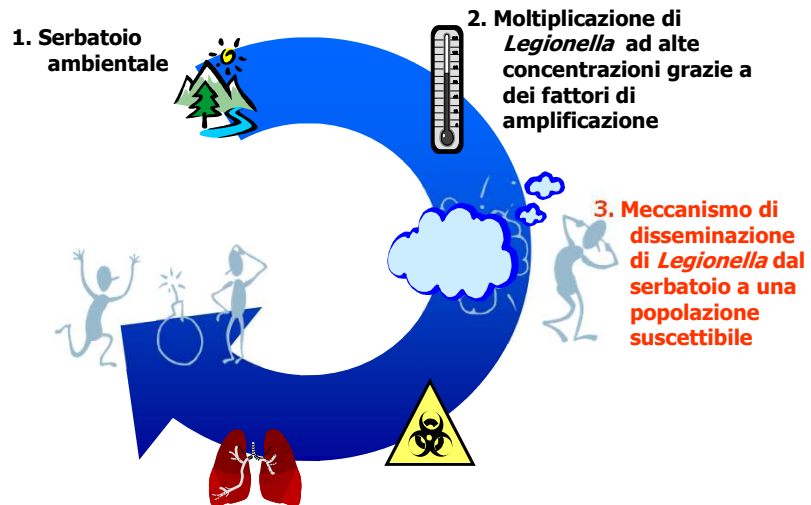 1. Serbatoio
ambientale
2. Moltiplicazione di
Legionella ad alte
concentrazioni grazie a
dei fattori di
amplificazione
3. Meccanismo di
disseminazione
di Legionella dal
serbatoio a una
popolazione
suscettibile